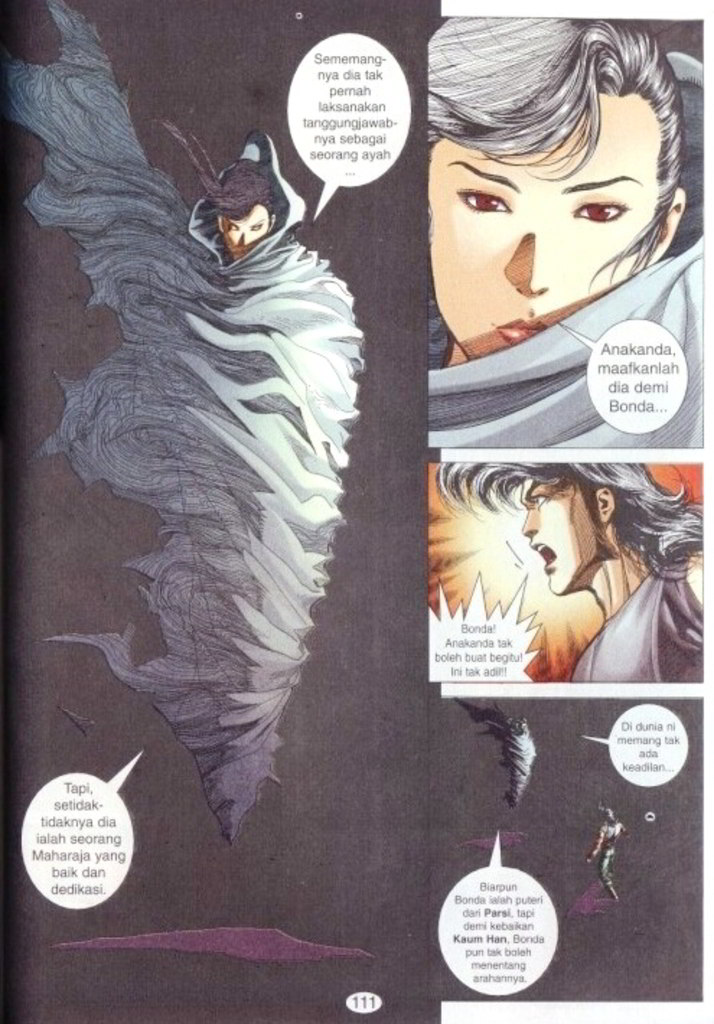 Sememang-
nya dia tak
pernah
laksanakan
tanggungjawab-
nya sebagai
seorang ayah
...
Tapi,
setidak-
tidaknya dia
ialah seorang
Maharaja yang
baik dan
dedikasi.
Anakanda,
maafkanlah
dia demi
Bonda...
Bonda!
Anakanda tak
boleh buat begitu!
Ini tak adil!!
Di dunia ni
memang tak
ada
keadilan...
Biarpun
Bonda ialah puteri
dari Parsi, tapi
demi kebaikan
Kaum Han, Bonda
pun tak boleh
menentang
arahannya.
111